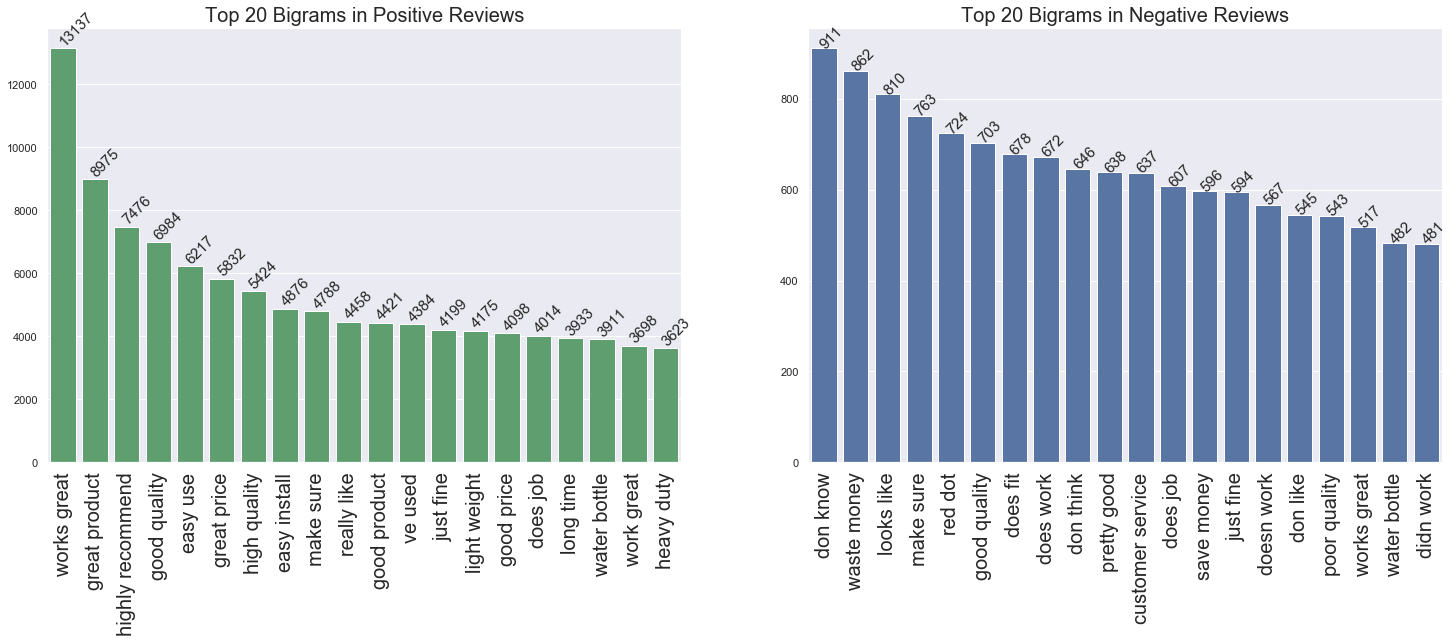 Top 20 Bigrams in Positive Reviews
13137
8975
7476
6984
6217
5832
5424
4876
4788
4458
4421
4384
4199
4175
4098
4014
3933
3911
3698
3623
12000
10000
8000
6000
4000
2000
0
works great
great product
highly recommend
good quality
easy use
great price
high quality
easy install
make sure
really like
good product
ve used
just fine
light weight
good price
does job
long time
water bottle
work great
heavy duty
Top 20 Bigrams in Negative Reviews
911
862
810
763
724
703
678
672
646
638
637
607
596
594
567
545
543
517
482
481
800
600
400
200
0
don know
waste money
looks like
make sure
red dot
good quality
does fit
does work
don think
pretty good
customer service
does job
save money
just fine
doesn work
don like
poor quality
works great
water bottle
didn work